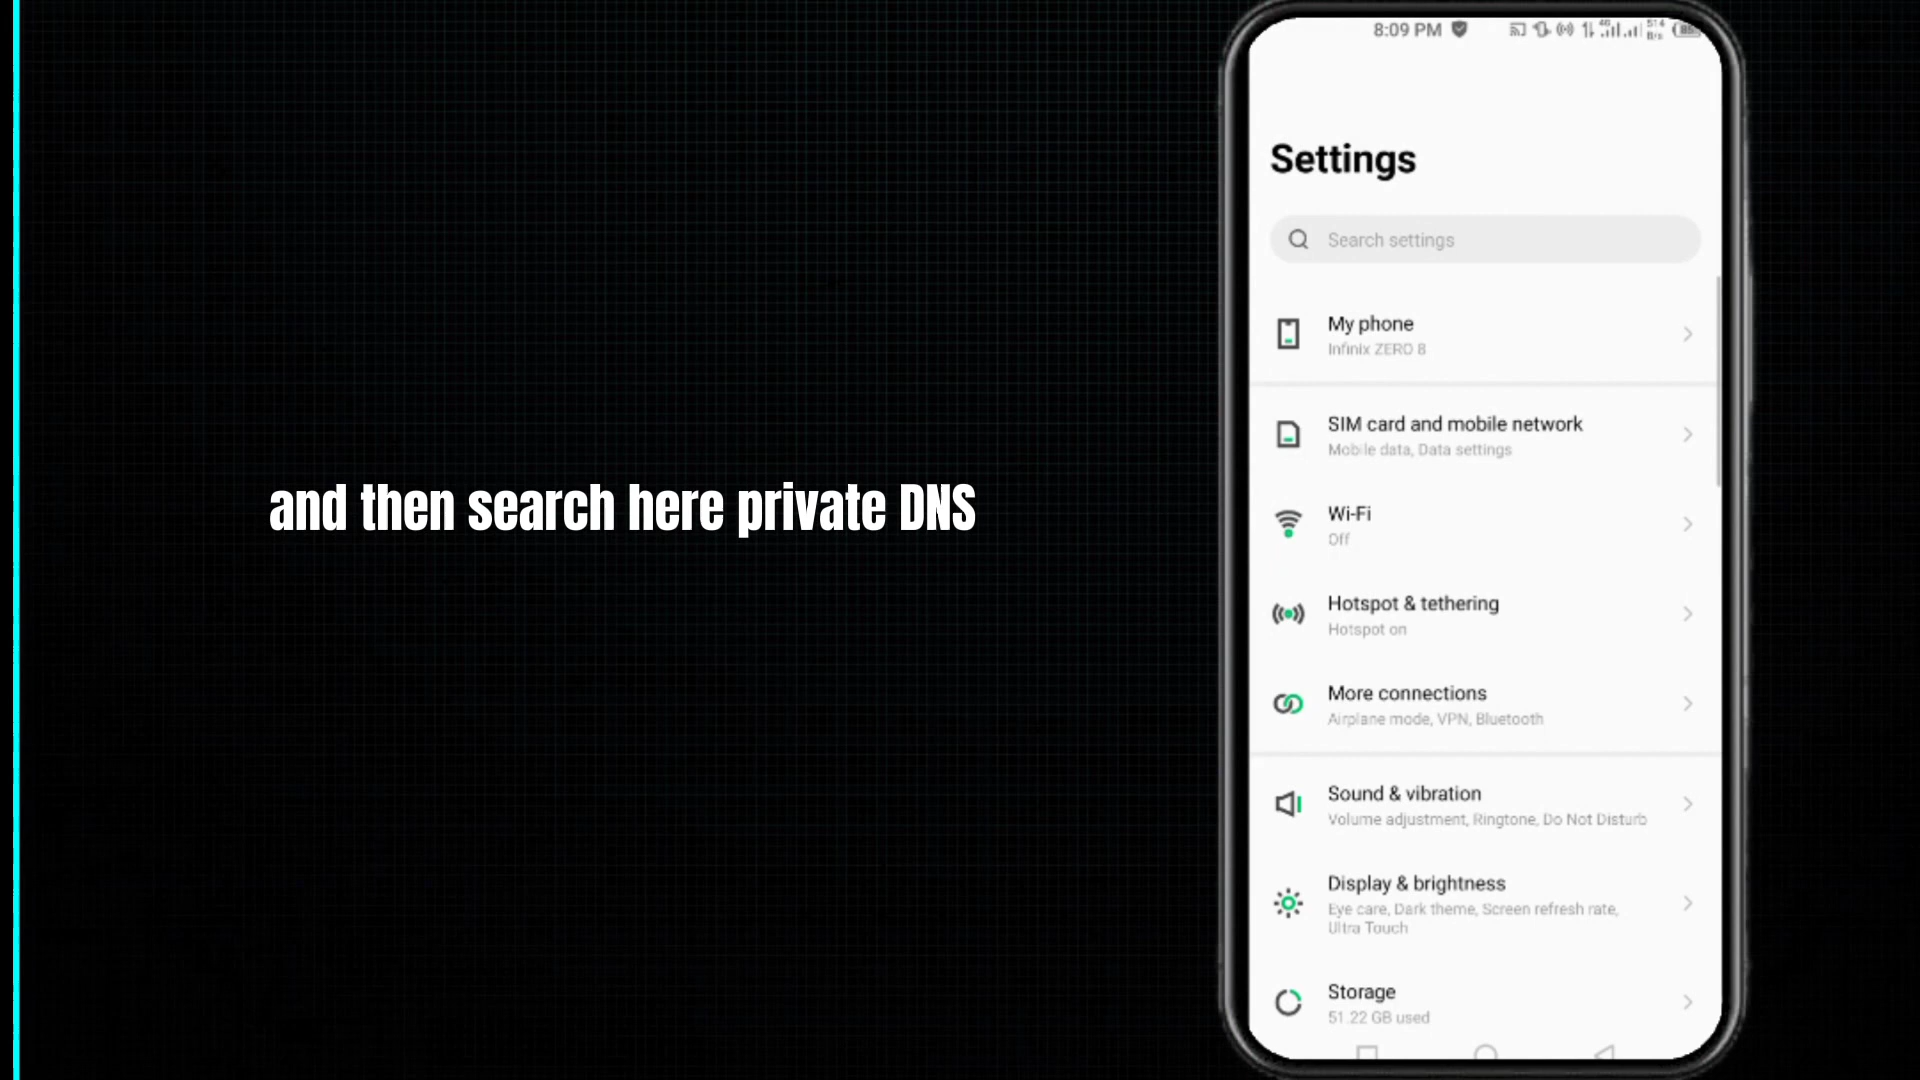 and then search here private DNS
8:09 PM
Settings
Search settings
My phone
Infinix ZERO 8
SIM card and mobile network
Mobile data, Data settings
Wi-Fi
Off
Hotspot & tethering
Hotspot on
More connections
Airplane mode, VPN, Bluetooth
Sound & vibration
Volume adjustment, Ringtone, Do Not Disturb
Display & brightness
Eye care, Dark theme, Screen refresh rate,
Ultra Touch
Storage
51.22 GB used